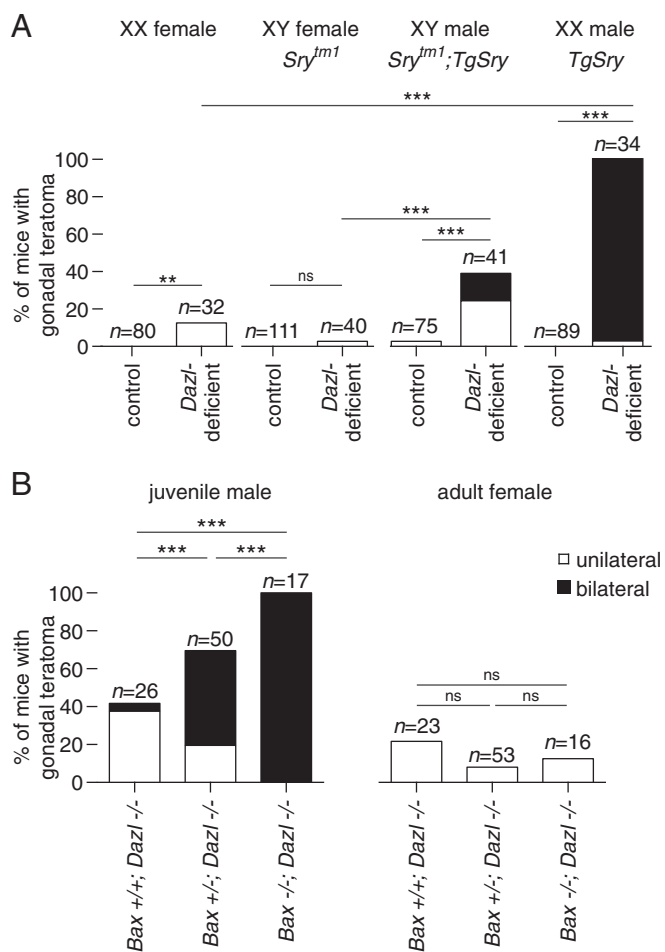 A
XX female XY female XY male XX male
Sry^tm1 Sry^tm1;TgSry TgSry
***
***
n=34
100
80
***
***
n=41
60
40
**
ns
n=32
20
n=80 n=111 n=40 n=75 n=89
0
% of mice with
gonadal teratoma
control
Dazl-
deficient
control
Dazl-
deficient
control
Dazl-
deficient
control
Dazl-
deficient
B
juvenile male adult female
***
*** ***
n=17
unilateral
bilateral
100
80
n=50
60
n=26
40
20
0
% of mice with
gonadal teratoma
ns
ns ns
n=23 n=53 n=16
Bax +/+; Dazl -/-
Bax +/-; Dazl -/-
Bax -/-; Dazl -/-
Bax +/+; Dazl -/-
Bax +/-; Dazl -/-
Bax -/-; Dazl -/-